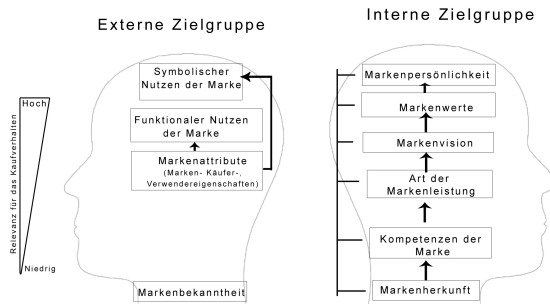 Externe Zielgruppe
Symbolischer
Nutzen der Marke
Funktionaler Nutzen
der Marke
Markenattribute
(Marken- Käufer-,
Verwendereigenschaften)
Markenbekanntheit
Relevanz für das Kaufverhalten
Hoch
Niedrig
Interne Zielgruppe
Markenpersönlichkeit
Markenwerte
Markenvision
Art der
Markenleistung
Kompetenzen der
Marke
Markenherkunft